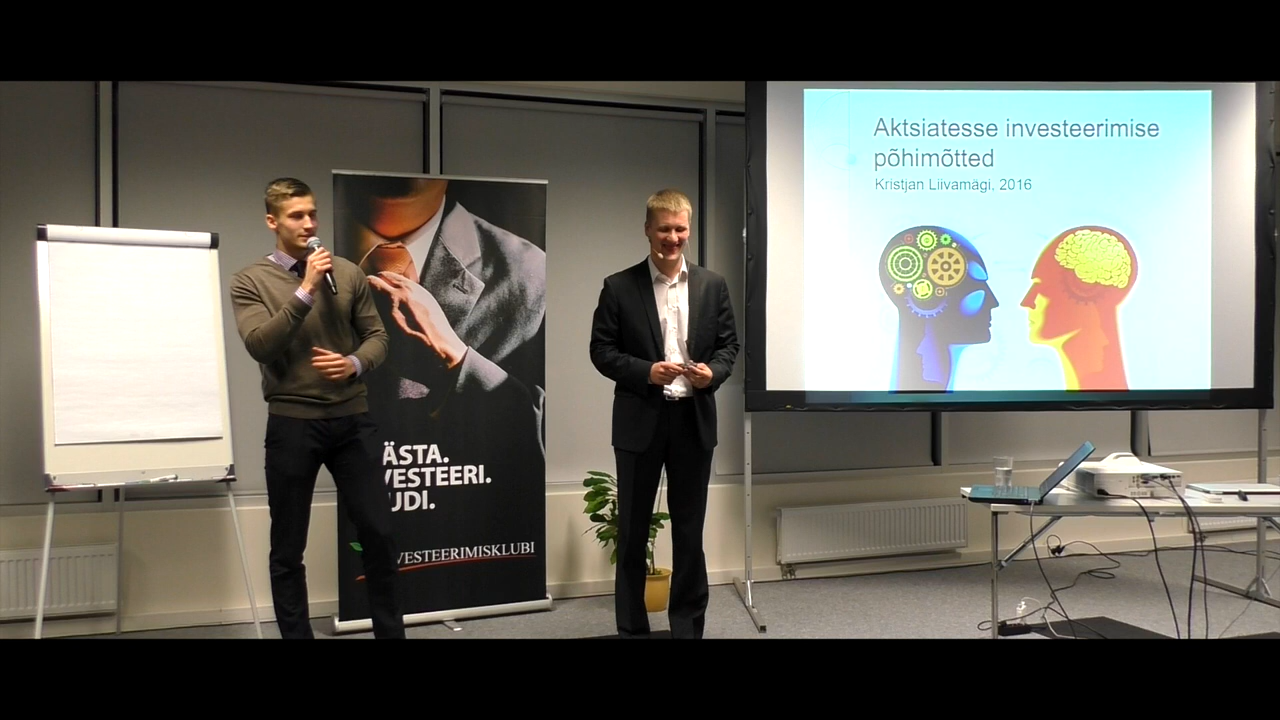 Aktsiatesse investeerimise
põhimõtted
Kristjan Liivamägi, 2016
ÄSTA.
VESTEERI.
UDI.
VESTEERIMISKLUBI